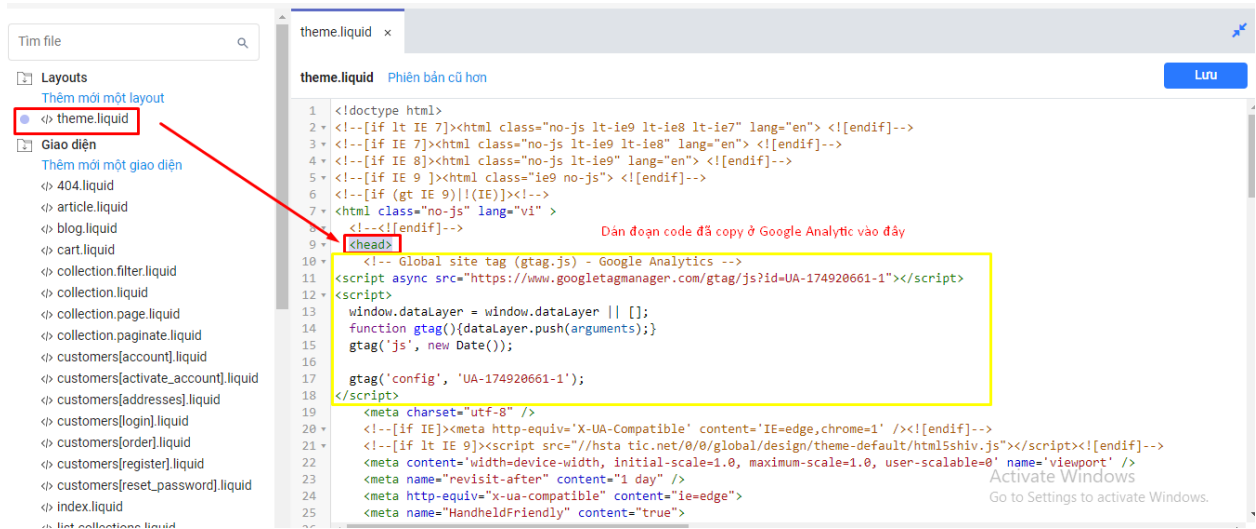 theme.liquid ×
Tìm file
theme.liquid Phiên bản cũ hơn
Lưu
Layouts
Thêm mới một layout
</> theme.liquid
Giao diện
Thêm mới một giao diện
</> 404.liquid
</> article.liquid
</> blog.liquid
</> cart.liquid
</> collection.filter.liquid
</> collection.liquid
</> collection.page.liquid
</> collection.paginate.liquid
</> customers[account].liquid
</> customers[activate_account].liquid
</> customers[addresses].liquid
</> customers[login].liquid
</> customers[order].liquid
</> customers[register].liquid
</> customers[reset_password].liquid
</> index.liquid
</> list.collections.liquid
1 <!doctype html>
2 <!--[if lt IE 7]><html class="no-js lt-ie9 lt-ie8 lt-ie7" lang="en"> <![endif]-->
3 <!--[if IE 7]><html class="no-js lt-ie9 lt-ie8" lang="en"> <![endif]-->
4 <!--[if IE 8]><html class="no-js lt-ie9" lang="en"> <![endif]-->
5 <!--[if IE 9 ]><html class="ie9 no-js"> <![endif]-->
6 <!--[if (gt IE 9)|!(IE)]><!-->
7 <html class="no-js" lang="vi" >
8 <!--<![endif]-->
Dán đoạn code đã copy ở Google Analytic vào đây
9 <head>
10 <!-- Global site tag (gtag.js) - Google Analytics -->
11 <script async src="https://www.googletagmanager.com/gtag/js?id=UA-174920661-1"></script>
12 <script>
13 window.dataLayer = window.dataLayer || [];
14 function gtag(){dataLayer.push(arguments);}
15 gtag('js', new Date());
16
17 gtag('config', 'UA-174920661-1');
18 </script>
19 <meta charset="utf-8" />
20 <!--[if IE]><meta http-equiv='X-UA-Compatible' content='IE=edge,chrome=1' /><![endif]-->
21 <!--[if lt IE 9]><script src="//hsta tic.net/0/0/global/design/theme-default/html5shiv.js"></script><![endif]-->
22 <meta content='width=device-width, initial-scale=1.0, maximum-scale=1.0, user-scalable=0' name='viewport' />
23 <meta name="revisit-after" content="1 day" />
24 <meta http-equiv="x-ua-compatible" content="ie=edge">
25 <meta name="HandheldFriendly" content="true">
26
Activate Windows
Go to Settings to activate Windows.